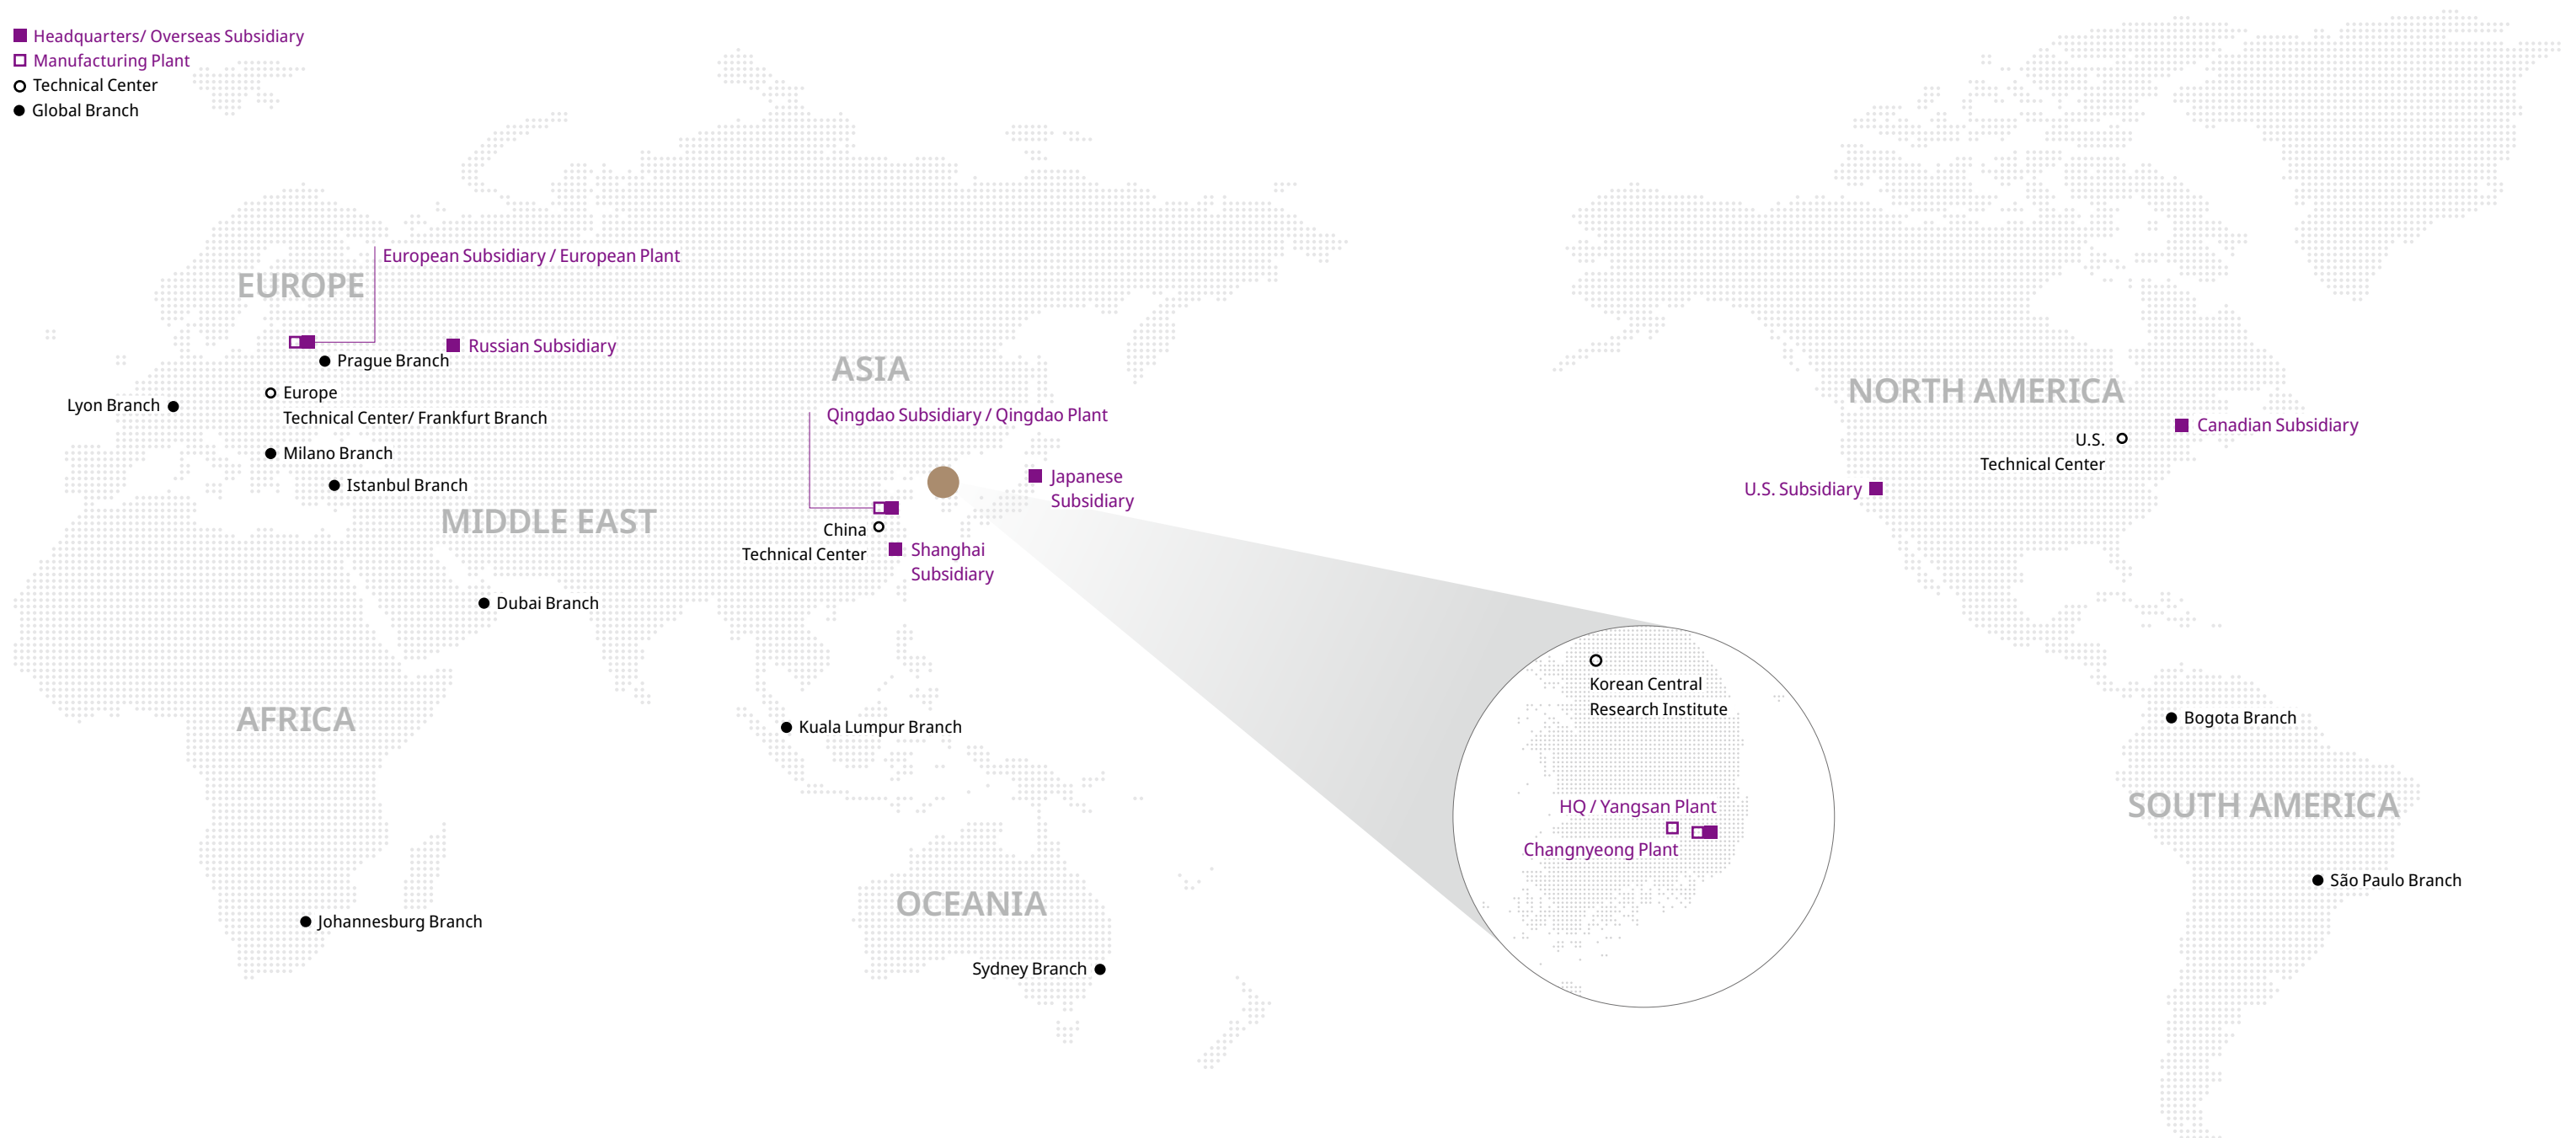 Headquarters/ Overseas Subsidiary
Manufacturing Plant
Technical Center
Global Branch
EUROPE
European Subsidiary / European Plant
Russian Subsidiary
Prague Branch
Europe
Technical Center/ Frankfurt Branch
Lyon Branch
Milano Branch
Istanbul Branch
MIDDLE EAST
Dubai Branch
AFRICA
Johannesburg Branch
ASIA
Qingdao Subsidiary / Qingdao Plant
Japanese
Subsidiary
China
Technical Center
Shanghai
Subsidiary
Kuala Lumpur Branch
OCEANIA
Sydney Branch
Korean Central
Research Institute
HQ / Yangsan Plant
Changnyeong Plant
NORTH AMERICA
Canadian Subsidiary
U.S.
Technical Center
U.S. Subsidiary
Bogota Branch
SOUTH AMERICA
São Paulo Branch